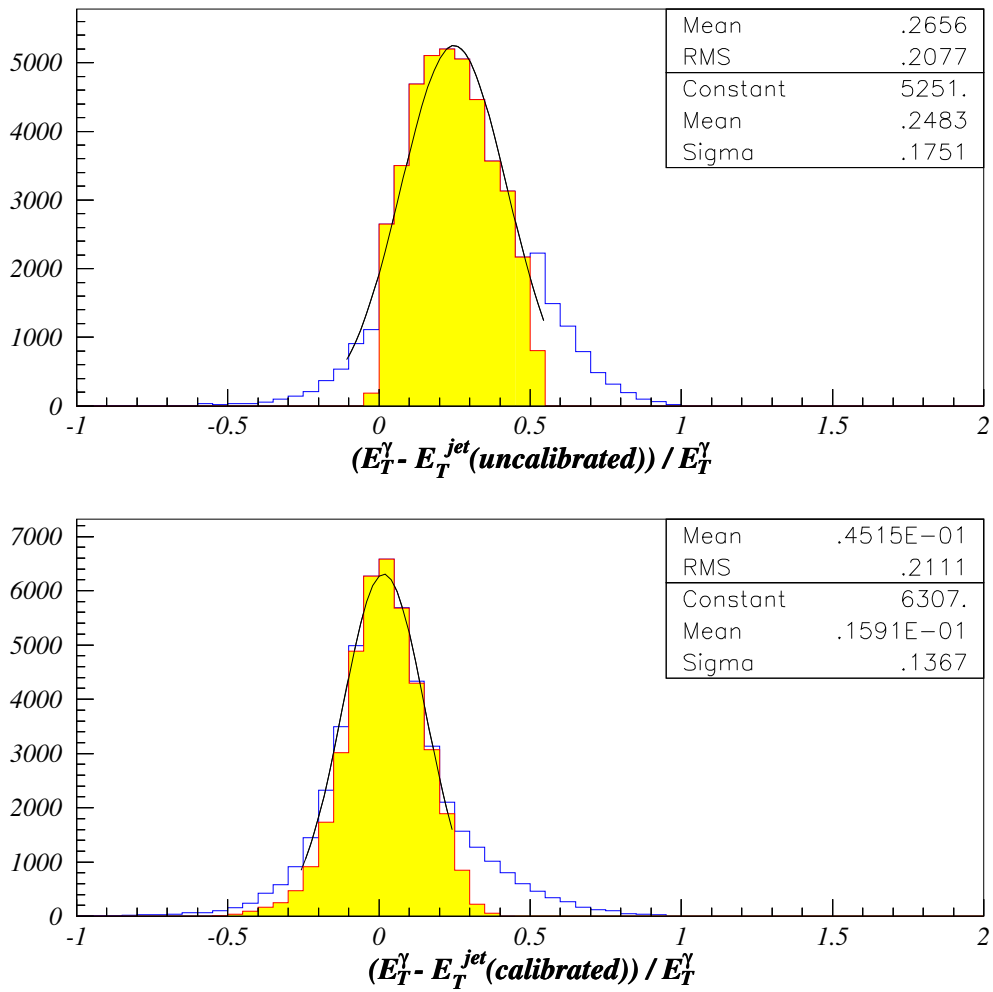 Mean .2656
RMS .2077
Constant 5251.
Mean .2483
Sigma .1751
5000
4000
3000
2000
1000
0
-1 -0.5 0 0.5 1 1.5 2
(E_T^γ - E_T^jet(uncalibrated)) / E_T^γ
Mean .4515E-01
RMS .2111
Constant 6307.
Mean .1591E-01
Sigma .1367
7000
6000
5000
4000
3000
2000
1000
0
-1 -0.5 0 0.5 1 1.5 2
(E_T^γ - E_T^jet(calibrated)) / E_T^γ